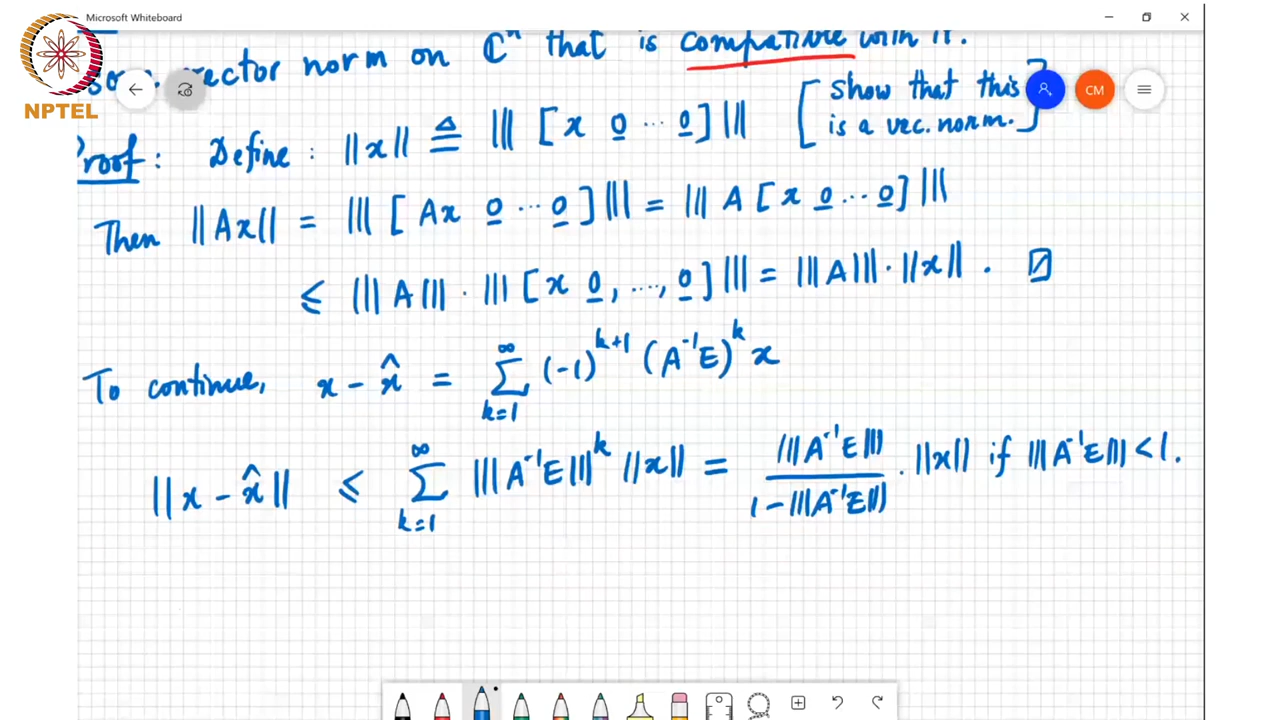 Microsoft Whiteboard
vector norm on ℂⁿ that is compatible with it.
NPTEL
CM
Proof : Define : ||x|| ≜ ||| [x 0 ... 0] ||| [Show that this is a vec. norm.]
Then ||Ax|| = ||| [Ax 0 ... 0] ||| = ||| A [x 0 ... 0] |||
≤ |||A||| · ||| [x 0, ..., 0] ||| = |||A||| · ||x|| .
To continue, x - x̂ = ∑_{k=1}^{∞} (-1)^{k+1} (A⁻¹E)^k x
||x - x̂|| ≤ ∑_{k=1}^{∞} |||A⁻¹E|||^k ||x|| = |||A⁻¹E||| / (1 - |||A⁻¹E|||) · ||x|| if |||A⁻¹E||| < 1.